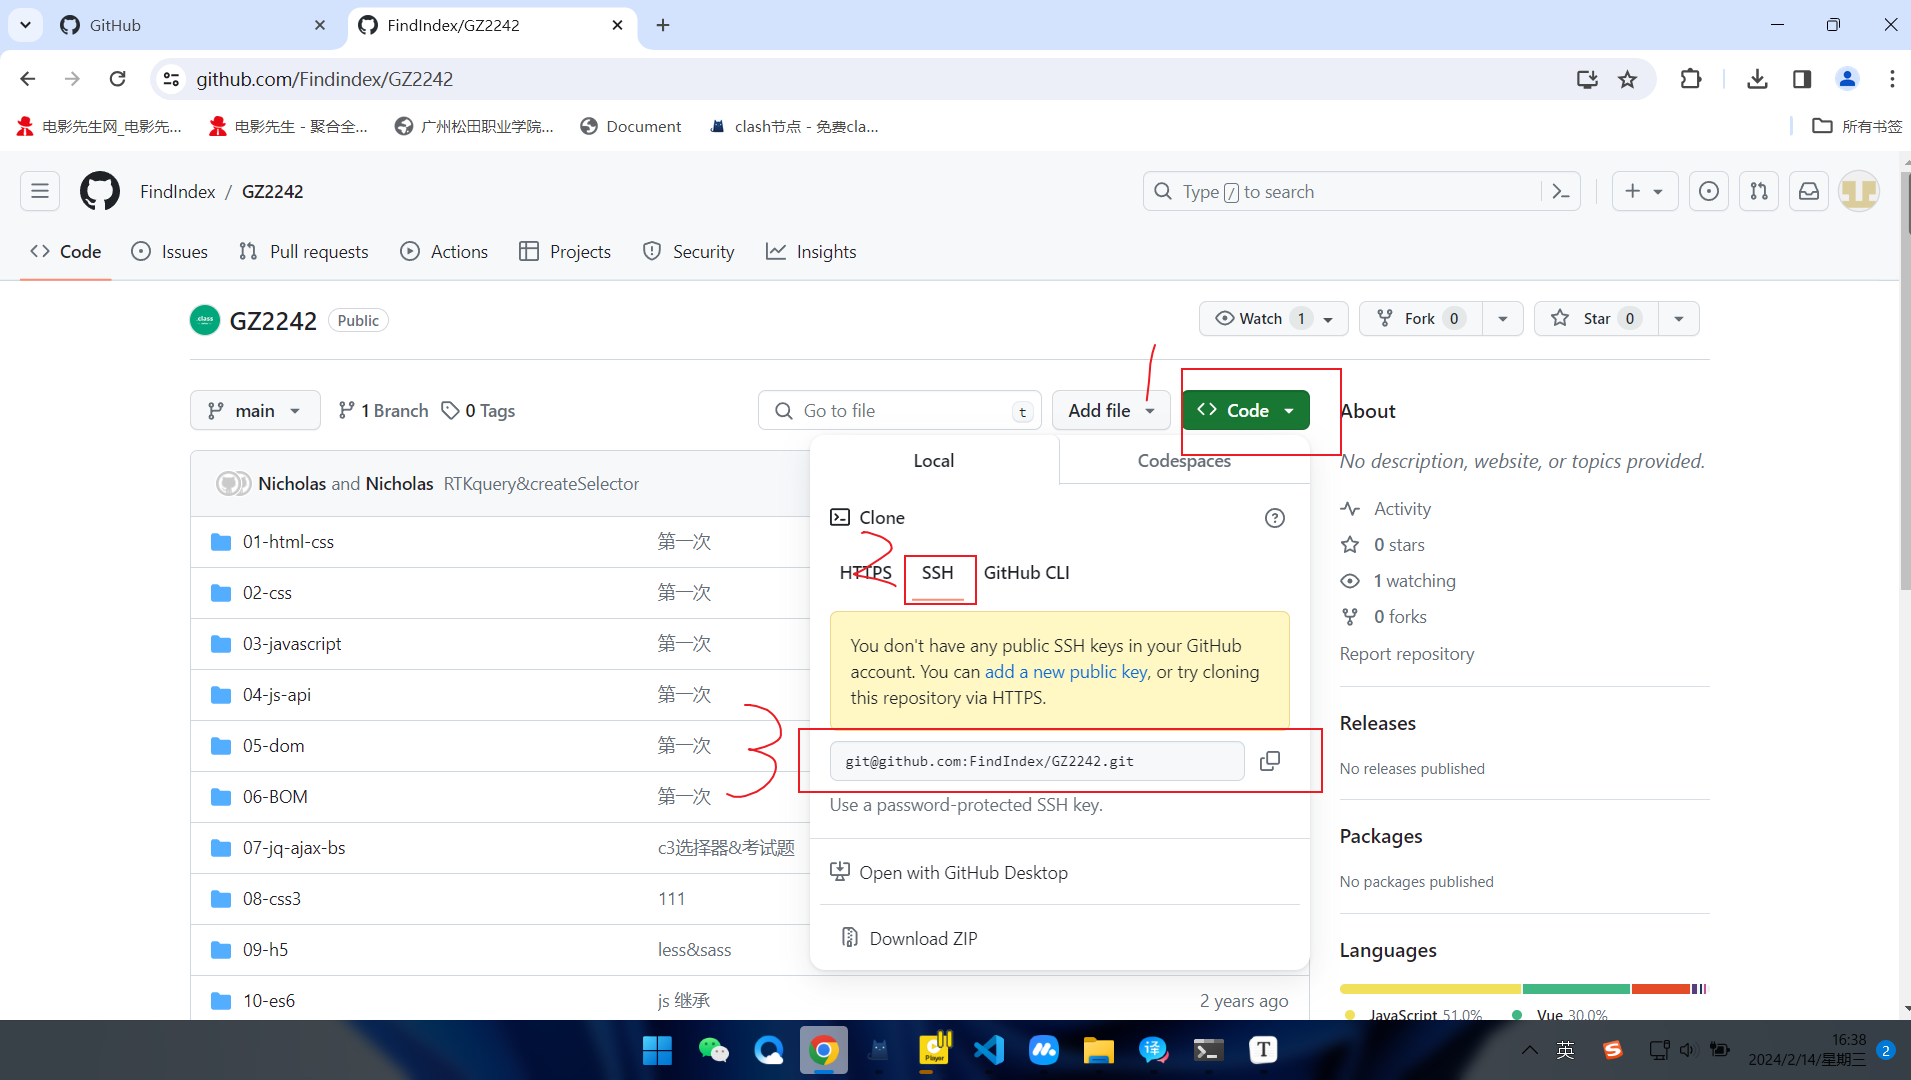 GitHub
FindIndex/GZ2242
github.com/Findindex/GZ2242
电影先生网_电影先...
电影先生 - 聚合全...
广州松田职业学院...
Document
clash节点 - 免费cla...
所有书签
FindIndex / GZ2242
Type / to search
Code
Issues
Pull requests
Actions
Projects
Security
Insights
GZ2242
Public
Watch 1
Fork 0
Star 0
main
1 Branch
0 Tags
Go to file
t
Add file
Code
Nicholas and Nicholas RTKquery&createSelector
01-html-css 第一次
02-css 第一次
03-javascript 第一次
04-js-api 第一次
05-dom 第一次
06-BOM 第一次
07-jq-ajax-bs c3选择器&考试题
08-css3 111
09-h5 less&sass
10-es6 js 继承 2 years ago
1
2
3
Local
Codespaces
Clone
HTTPS
SSH
GitHub CLI
You don't have any public SSH keys in your GitHub
account. You can add a new public key, or try cloning
this repository via HTTPS.
git@github.com:FindIndex/GZ2242.git
Use a password-protected SSH key.
Open with GitHub Desktop
Download ZIP
About
No description, website, or topics provided.
Activity
0 stars
1 watching
0 forks
Report repository
Releases
No releases published
Packages
No packages published
Languages
JavaScript 51.0%
Vue 30.0%
Player
译
T
英
16:38
2024/2/14/星期三
2